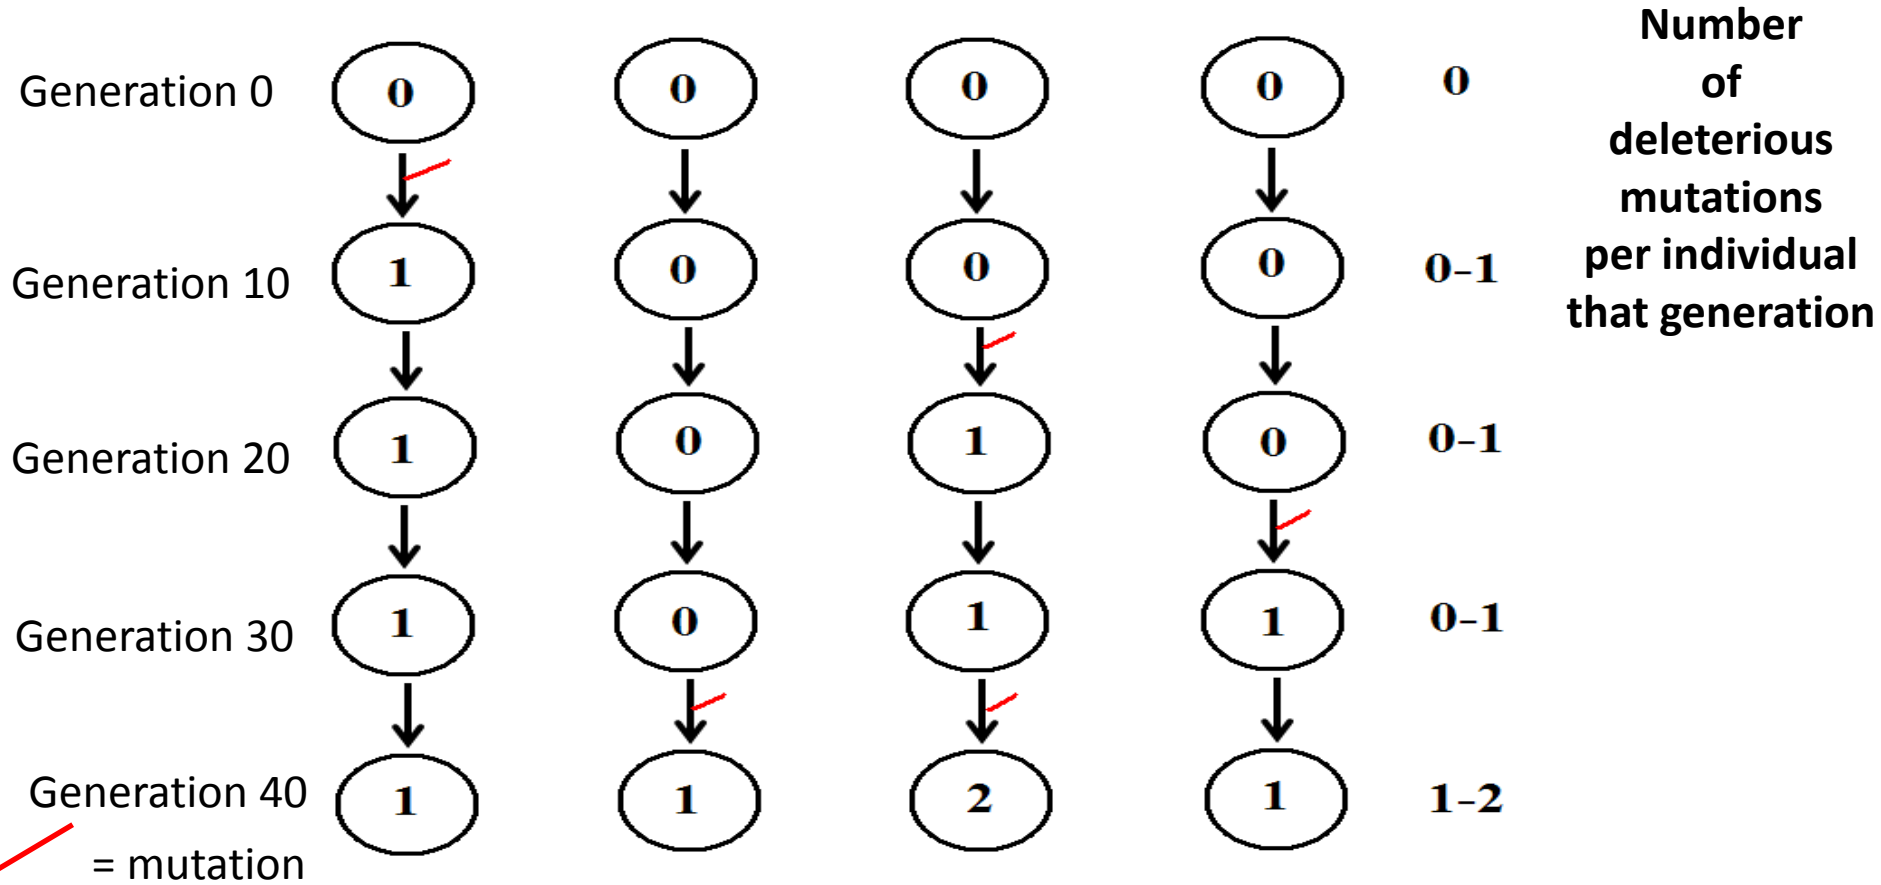 Number
of
deleterious
mutations
per individual
that generation
Generation 0 0 0 0 0 0
Generation 10 1 0 0 0 0-1
Generation 20 1 0 1 0 0-1
Generation 30 1 0 1 1 0-1
Generation 40 1 1 2 1 1-2
= mutation